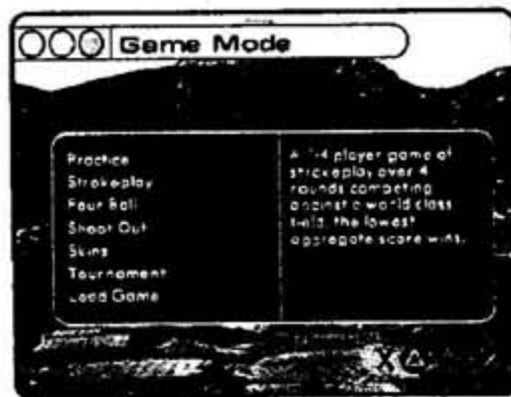 Game Mode
Practice
Strokeplay
Four Ball
Shoot Out
Skins
Tournament
Load Game
A 1-4 player game of
strokeplay over 4
rounds competing
against a world class
field, the lowest
aggregate score wins.
X △